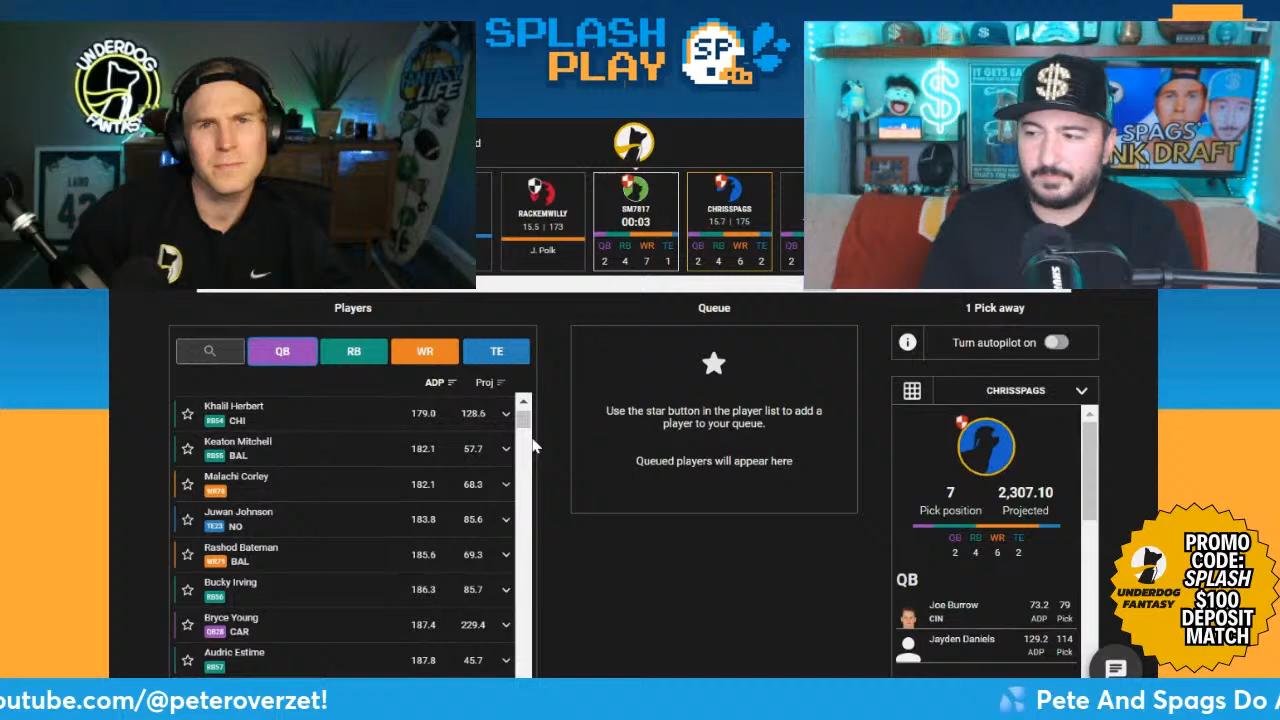 UNDERDOG
FANTASY
FANTASY
LIFE
LAIRD
42
SPLASH
PLAY
SP
IT GETS
SPAGS'
NK DRAFT
d
RACKEMWILLY
15.5 | 173
J. Polk
SM7817
00:03
QB RB WR TE
2 4 7 1
CHRISSPAGS
15.7 | 175
QB RB WR TE
2 4 6 2
QB
2
Players
Queue
1 Pick away
QB
RB
WR
TE
ADP
Proj
Khalil Herbert
RB54 CHI
179.0
128.6
Keaton Mitchell
RB55 BAL
182.1
57.7
Malachi Corley
182.1
68.3
Juwan Johnson
TE23 NO
183.8
85.6
Rashod Bateman
BAL
185.6
69.3
Bucky Irving
RB56
186.3
85.7
Bryce Young
QB28 CAR
187.4
229.4
Audric Estime
RB57
187.8
45.7
Use the star button in the player list to add a
player to your queue.
Queued players will appear here
Turn autopilot on
CHRISSPAGS
7
2,307.10
Pick position
Projected
QB RB WR TE
2 4 6 2
QB
Joe Burrow
CIN
73.2 79
ADP Pick
Jayden Daniels
129.2 114
ADP Pick
UNDERDOG
FANTASY
PROMO
CODE:
SPLASH
$100
DEPOSIT
MATCH
outube.com/@peteroverzet!
Pete And Spags Do A